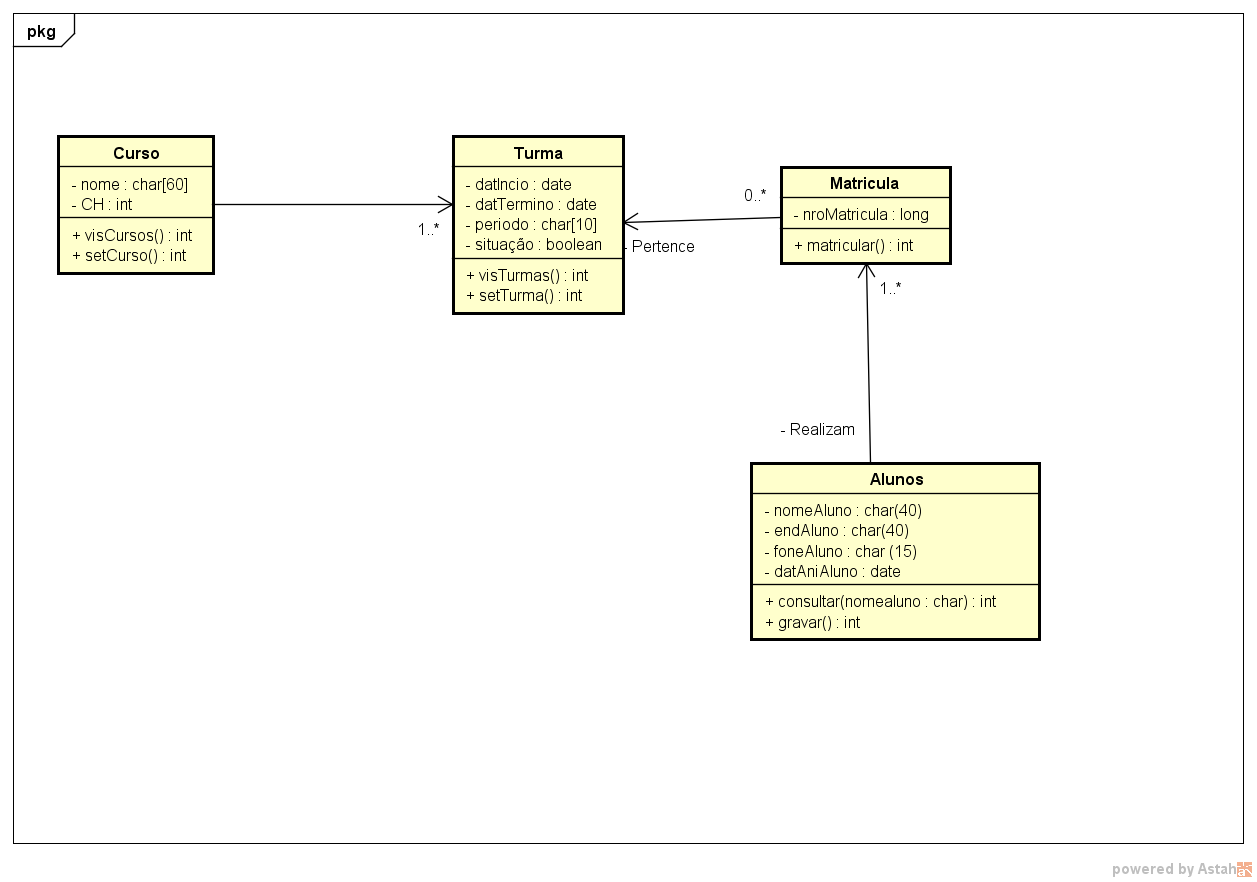 pkg
Curso
- nome : char[60]
- CH : int
+ visCursos() : int
+ setCurso() : int
1..*
Turma
- datIncio : date
- datTermino : date
- periodo : char[10]
- situação : boolean
+ visTurmas() : int
+ setTurma() : int
0..*
- Pertence
Matricula
- nroMatricula : long
+ matricular() : int
1..*
- Realizam
Alunos
- nomeAluno : char(40)
- endAluno : char(40)
- foneAluno : char (15)
- datAniAluno : date
+ consultar(nomealuno : char) : int
+ gravar() : int
powered by Astah